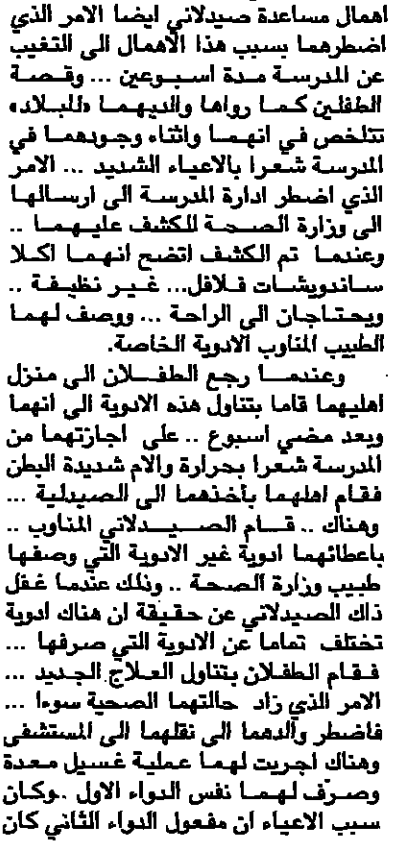 اهمال مساعدة صيدلاني ايضا الامر الذي
اضطرهما بسبب هذا الأهمال الى التغيب
عن المدرسة مدة اسبوعين ... وقصة
الطفلين كما رواها والديهما «للبلاد»
تتلخص في انهما واثناء وجودهما في
المدرسة شعرا بالاعياء الشديد ... الامر
الذي اضطر ادارة المدرسة الى ارسالها
الى وزارة الصحة للكشف عليهما ..
وعندما تم الكشف اتضح انهما اكلا
ساندويشات فلافل... غير نظيفة ..
ويحتاجان الى الراحة ... ووصف لهما
الطبيب المناوب الادوية الخاصة.
وعندما رجع الطفلان الى منزل
اهليهما قاما بتناول هذه الادوية الى انهما
وبعد مضي اسبوع .. على اجازتهما من
المدرسة شعرا بحرارة والام شديدة البطن
فقام اهلهما بأخذهما الى الصيدلية ...
وهناك .. قام الصيدلاني المناوب ..
باعطائهما ادوية غير الادوية التي وصفها
طبيب وزارة الصحة .. وذلك عندما غفل
ذاك الصيدلاتي عن حقيقة ان هناك ادوية
تختلف تماما عن الادوية التي صرفها ...
فقام الطفلان بتناول العلاج الجديد ...
الامر الذي زاد حالتهما الصحية سوءا ...
فاضطر والدهما الى نقلهما الى المستشفى
وهناك اجريت لهما عملية غسيل معدة
وصرف لهما نفس الدواء الاول ..وكان
سبب الاعياء ان مفعول الدواء الثاني كان